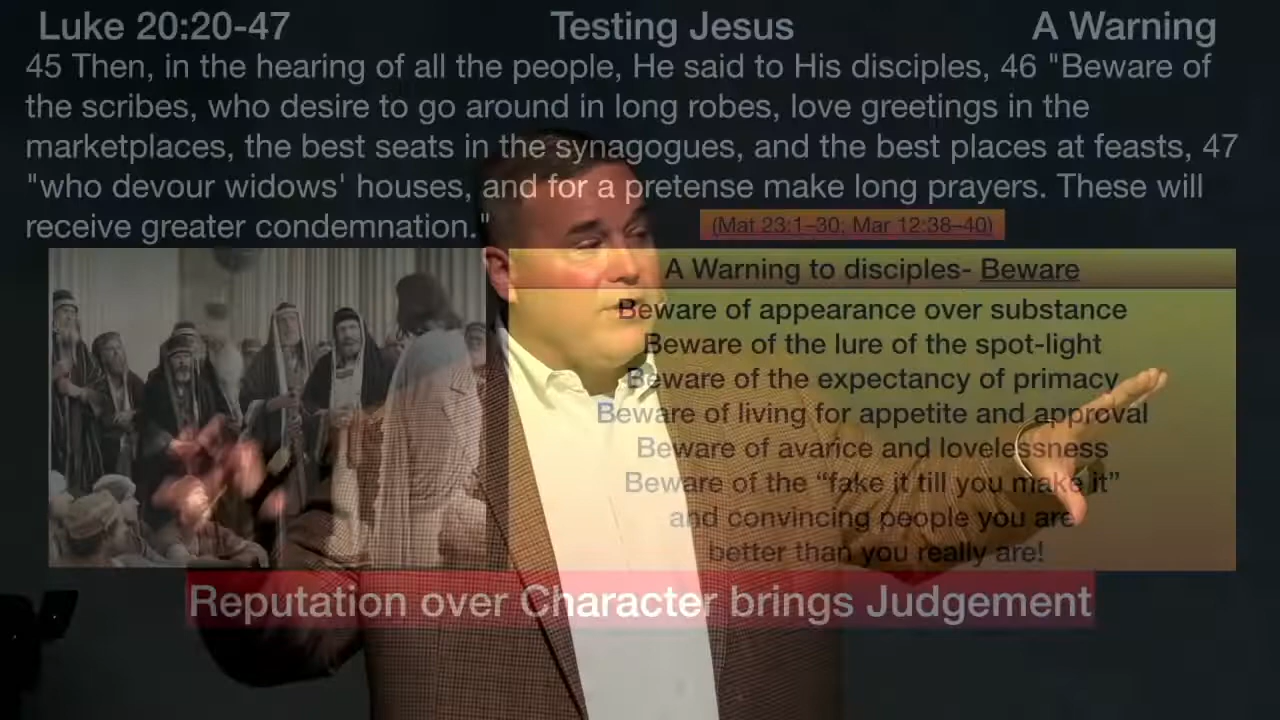 Luke 20:20-47 Testing Jesus A Warning
45 Then, in the hearing of all the people, He said to His disciples, 46 "Beware of
the scribes, who desire to go around in long robes, love greetings in the
marketplaces, the best seats in the synagogues, and the best places at feasts, 47
"who devour widows' houses, and for a pretense make long prayers. These will
receive greater condemnation."
(Mat 23:1–30; Mar 12:38–40)
A Warning to disciples- Beware
Beware of appearance over substance
Beware of the lure of the spot-light
Beware of the expectancy of primacy
Beware of living for appetite and approval
Beware of avarice and lovelessness
Beware of the “fake it till you make it”
and convincing people you are
better than you really are!
Reputation over Character brings Judgement